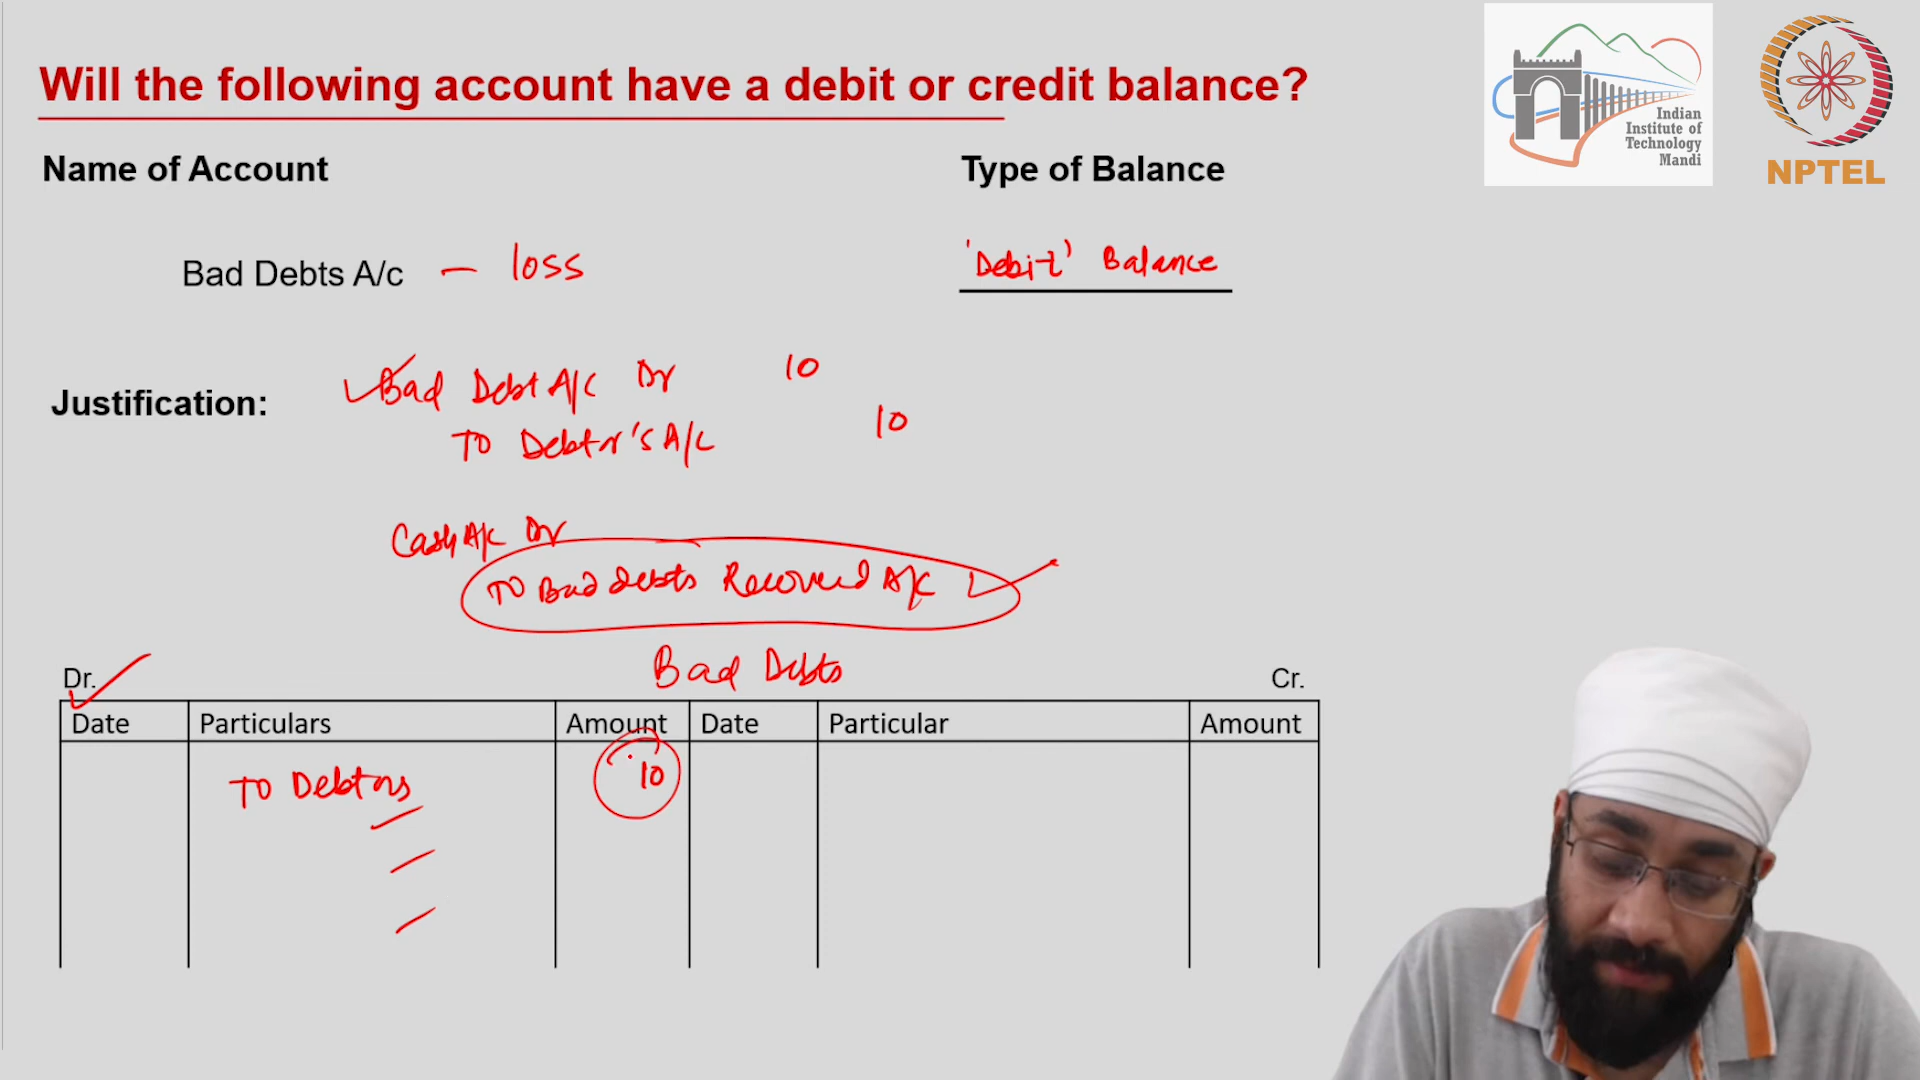 Will the following account have a debit or credit balance?
Indian
Institute of
Technology
Mandi
NPTEL
Name of Account
Type of Balance
Bad Debts A/c — loss
'Debit' Balance
Justification:
Bad Debt A/c Dr 10
To Debtor's A/c 10
Cash A/c Dr
To Bad debts Recovered A/c
Bad Debts
Dr.
Cr.
Date Particulars Amount Date Particular Amount
To Debtors 10